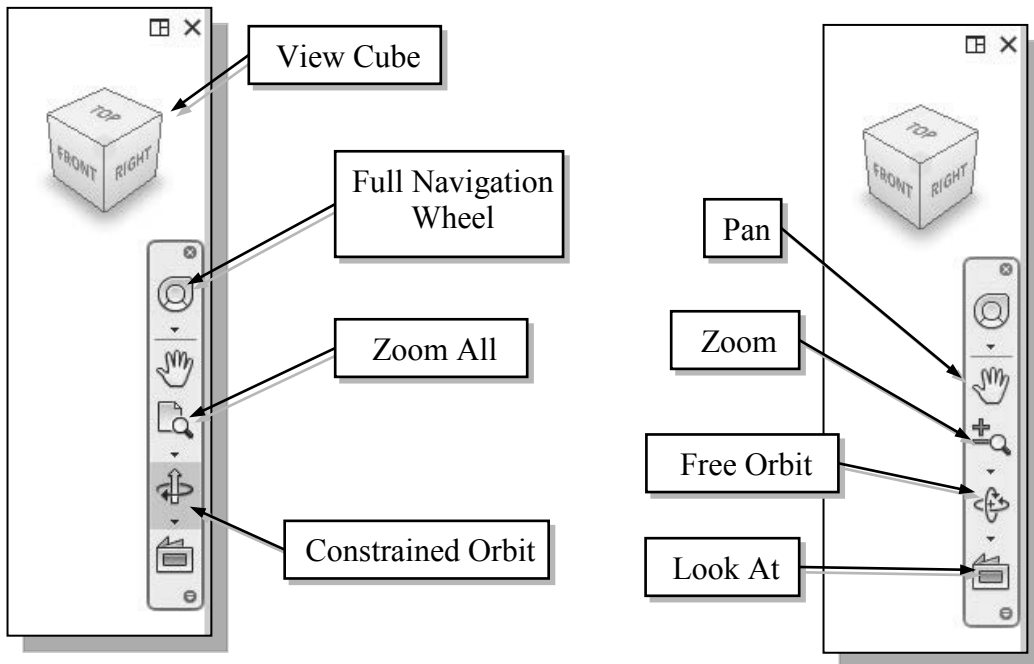 View Cube
TOP
FRONT
RIGHT
Full Navigation
Wheel
Zoom All
Constrained Orbit
TOP
FRONT
RIGHT
Pan
Zoom
Free Orbit
Look At